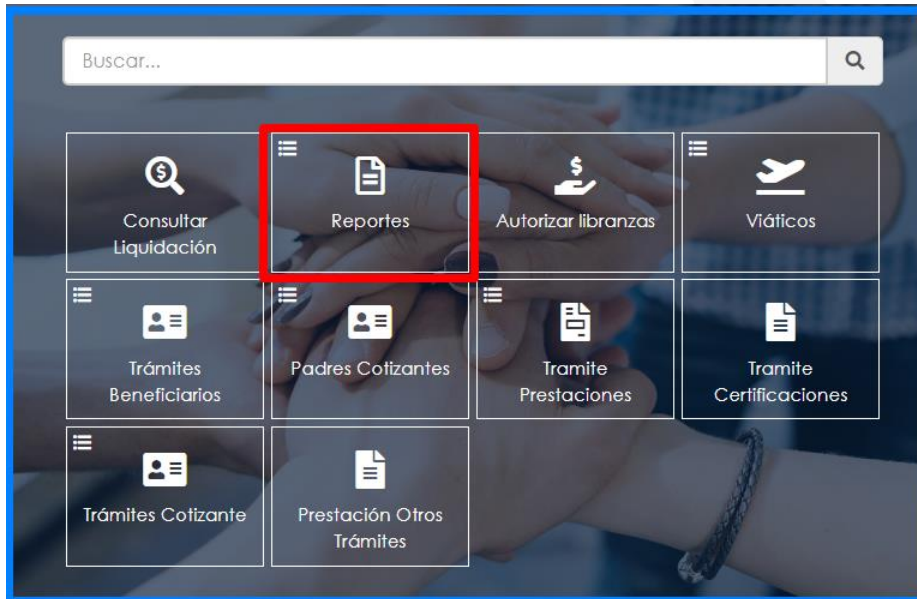 Buscar...
Consultar
Liquidación
Reportes
Autorizar libranzas
Viáticos
Trámites
Beneficiarios
Padres Cotizantes
Tramite
Prestaciones
Tramite
Certificaciones
Trámites Cotizante
Prestación Otros
Trámites